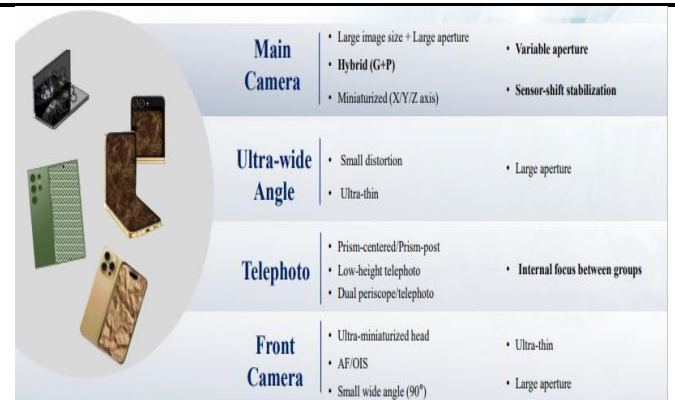 Main
Camera
• Large image size + Large aperture
• Hybrid (G+P)
• Miniaturized (X/Y/Z axis)
• Variable aperture
• Sensor-shift stabilization
Ultra-wide
Angle
• Small distortion
• Ultra-thin
• Large aperture
Telephoto
• Prism-centered/Prism-post
• Low-height telephoto
• Dual periscope/telephoto
• Internal focus between groups
Front
Camera
• Ultra-miniaturized head
• AF/OIS
• Small wide angle (90°)
• Ultra-thin
• Large aperture